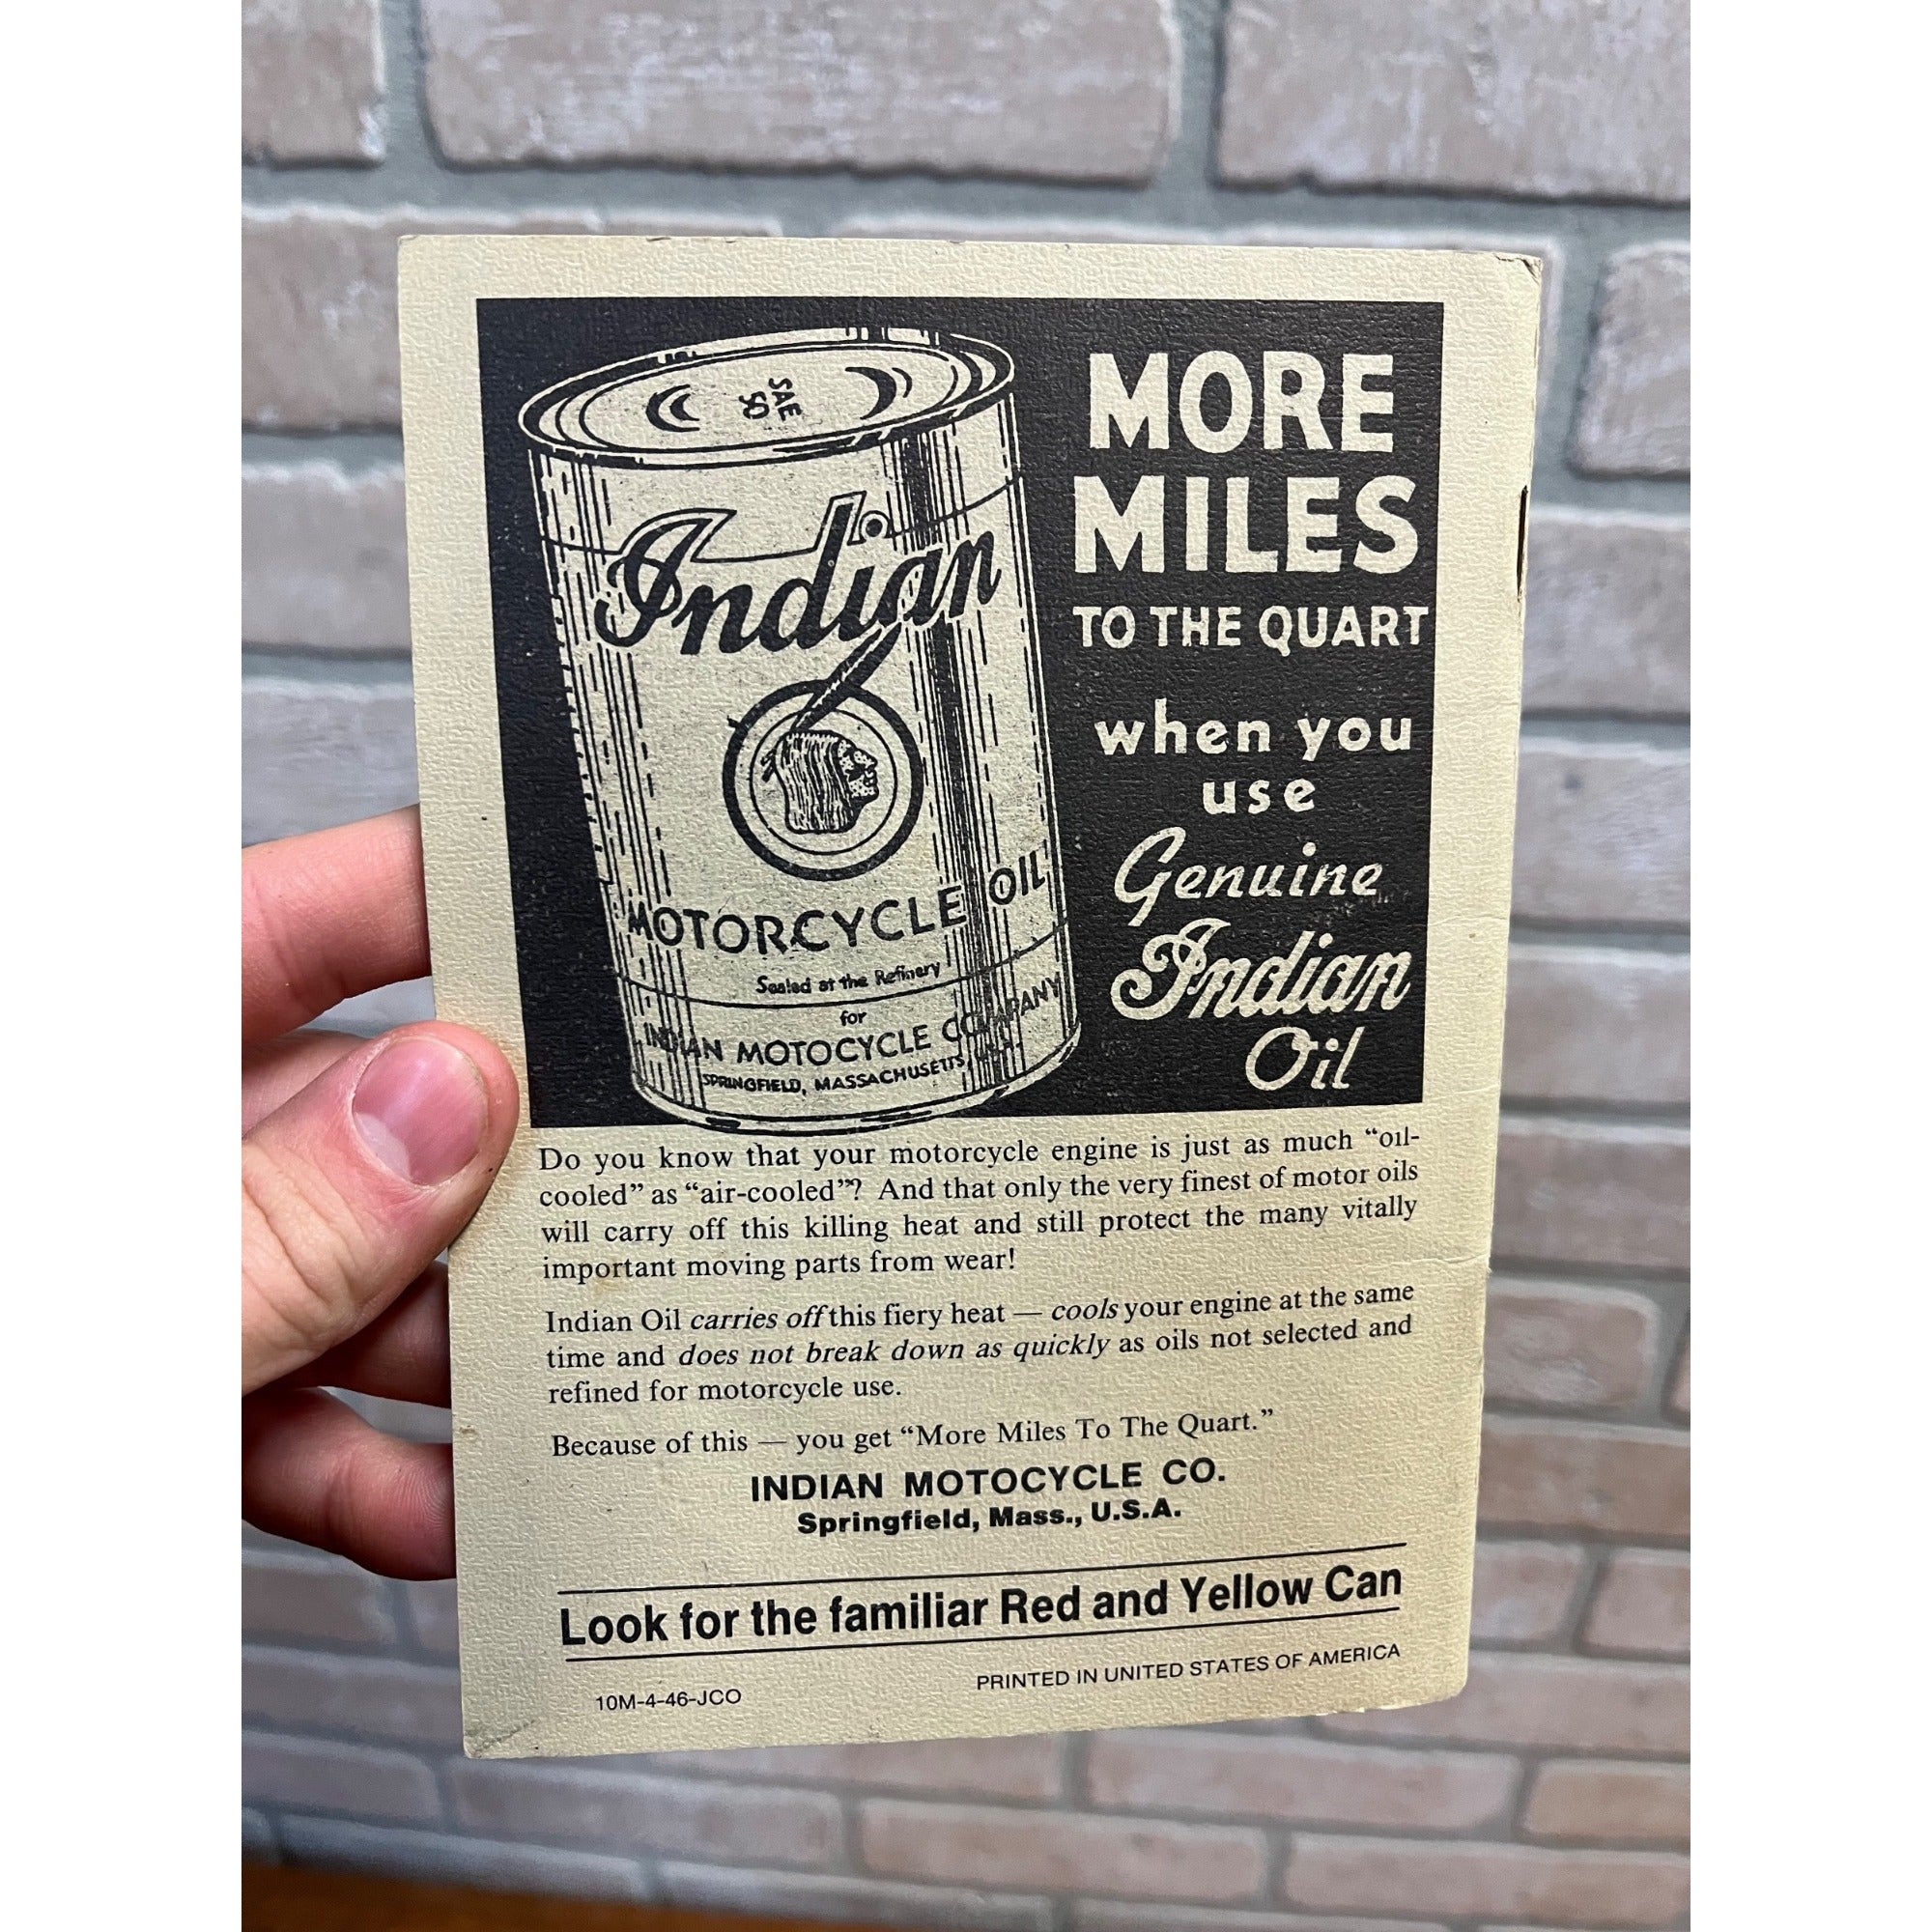 SAE
50
Indian
MOTORCYCLE OIL
Sealed at the Refinery
for
INDIAN MOTOCYCLE COMPANY
SPRINGFIELD, MASSACHUSETTS,
MORE
MILES
TO THE QUART
when you
use
Genuine
Indian
Oil
Do you know that your motorcycle engine is just as much “oil-
cooled” as “air-cooled”? And that only the very finest of motor oils
will carry off this killing heat and still protect the many vitally
important moving parts from wear!
Indian Oil carries off this fiery heat — cools your engine at the same
time and does not break down as quickly as oils not selected and
refined for motorcycle use.
Because of this — you get “More Miles To The Quart.”
INDIAN MOTOCYCLE CO.
Springfield, Mass., U.S.A.
Look for the familiar Red and Yellow Can
10M-4-46-JCO
PRINTED IN UNITED STATES OF AMERICA